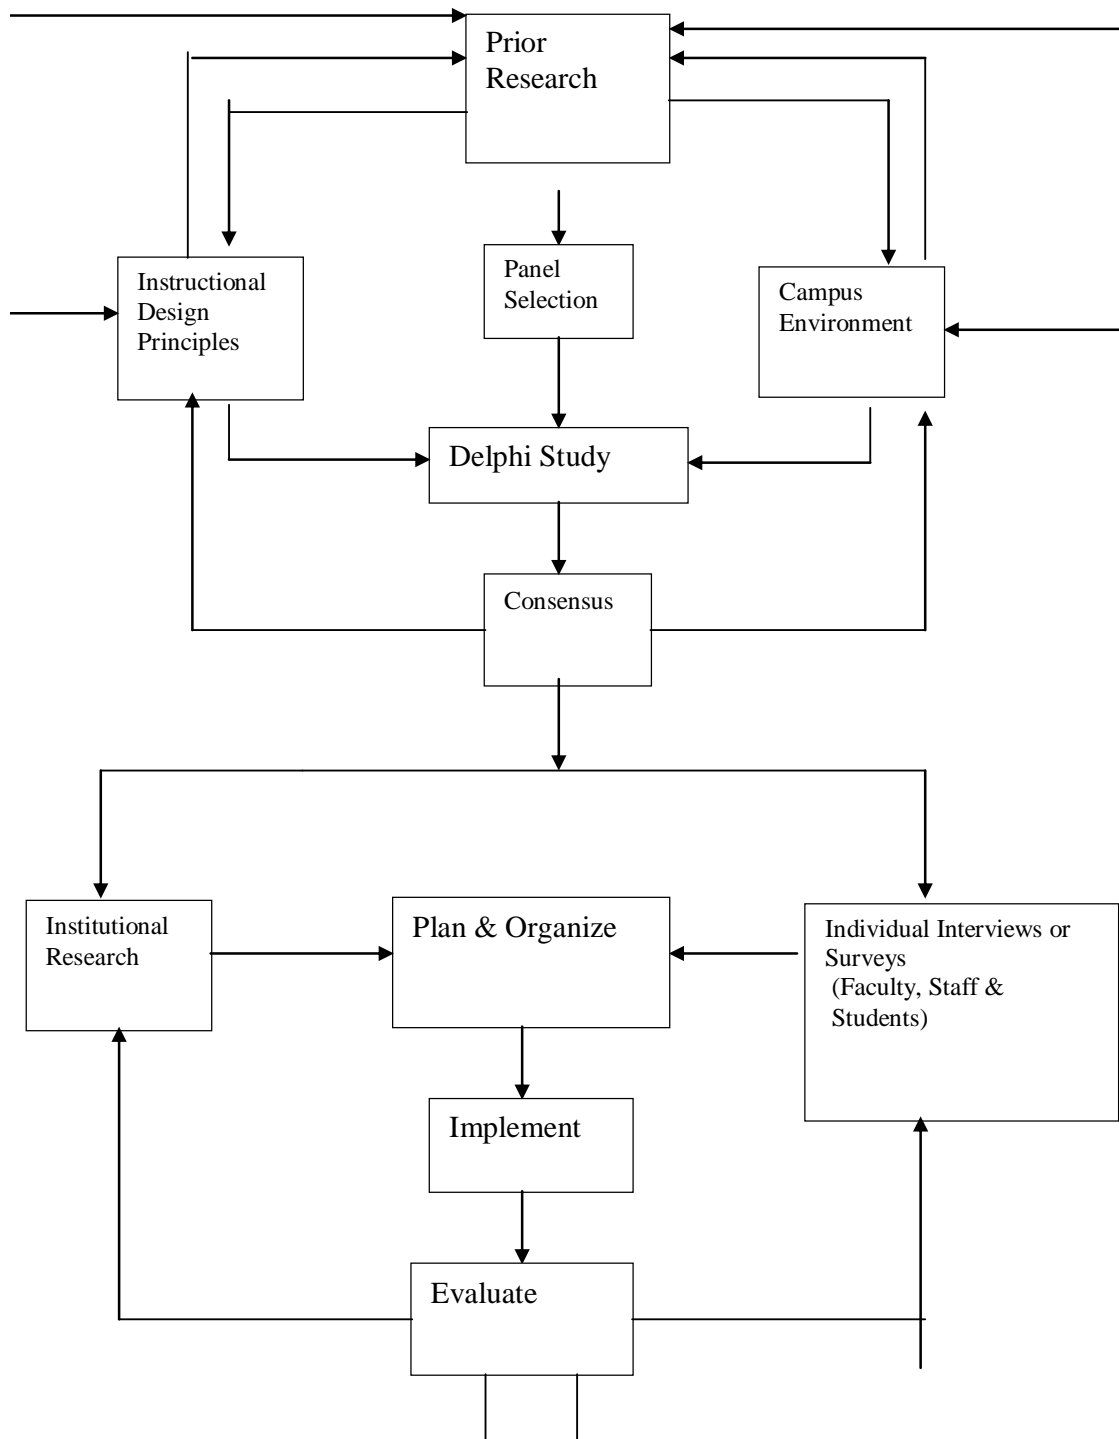 Prior
Research
Instructional
Design
Principles
Panel
Selection
Campus
Environment
Delphi Study
Consensus
Institutional
Research
Plan & Organize
Individual Interviews or
Surveys
(Faculty, Staff &
Students)
Implement
Evaluate